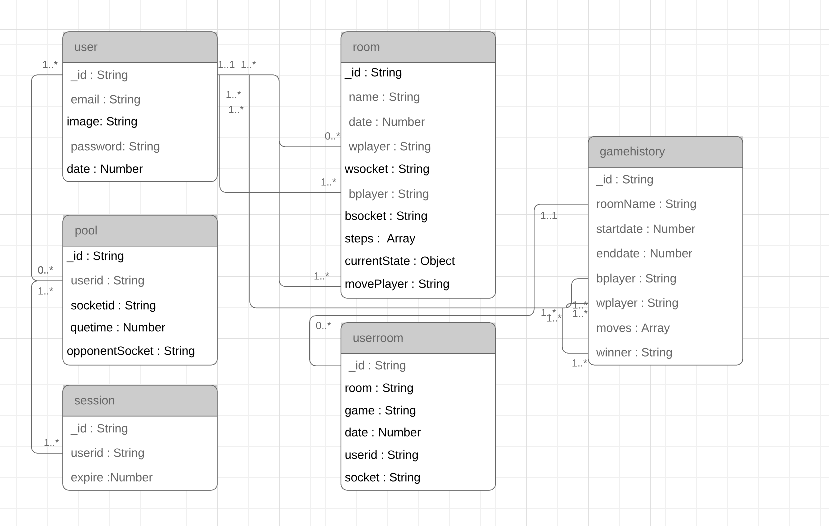 user
_id : String
email : String
image: String
password: String
date : Number
pool
_id : String
userid : String
socketid : String
quetime : Number
opponentSocket : String
session
_id : String
userid : String
expire :Number
room
_id : String
name : String
date : Number
wplayer : String
wsocket : String
bplayer : String
bsocket : String
steps : Array
currentState : Object
movePlayer : String
userroom
_id : String
room : String
game : String
date : Number
userid : String
socket : String
gamehistory
_id : String
roomName : String
startdate : Number
enddate : Number
bplayer : String
wplayer : String
moves : Array
winner : String
1..*
0..*
1..*
1..*
1..1
1..*
1..*
1..*
0..*
1..*
1..*
0..*
1..1
1..*
1..*
1..*
1..*
1..*